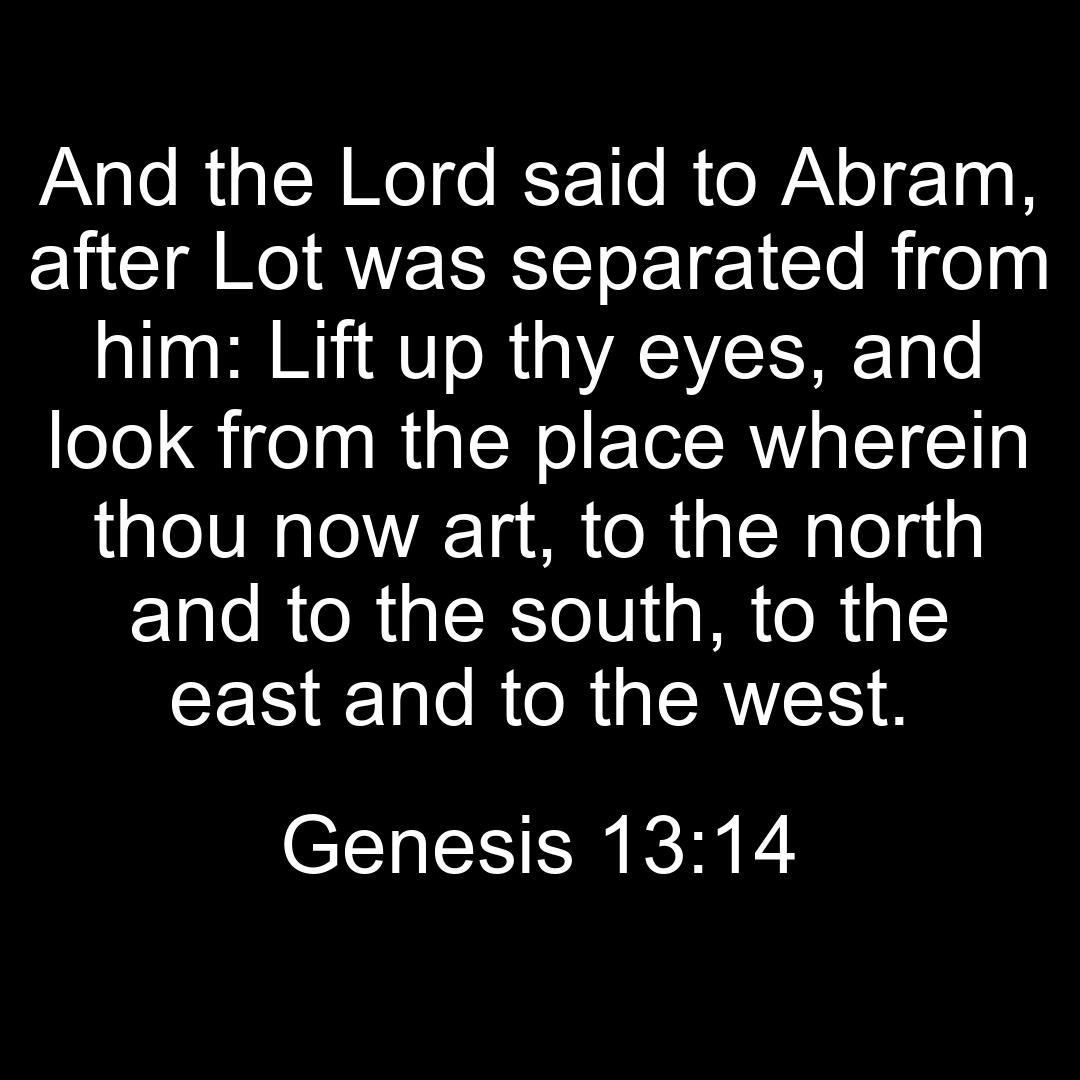 And the Lord said to Abram,
after Lot was separated from
him: Lift up thy eyes, and
look from the place wherein
thou now art, to the north
and to the south, to the
east and to the west.
Genesis 13:14